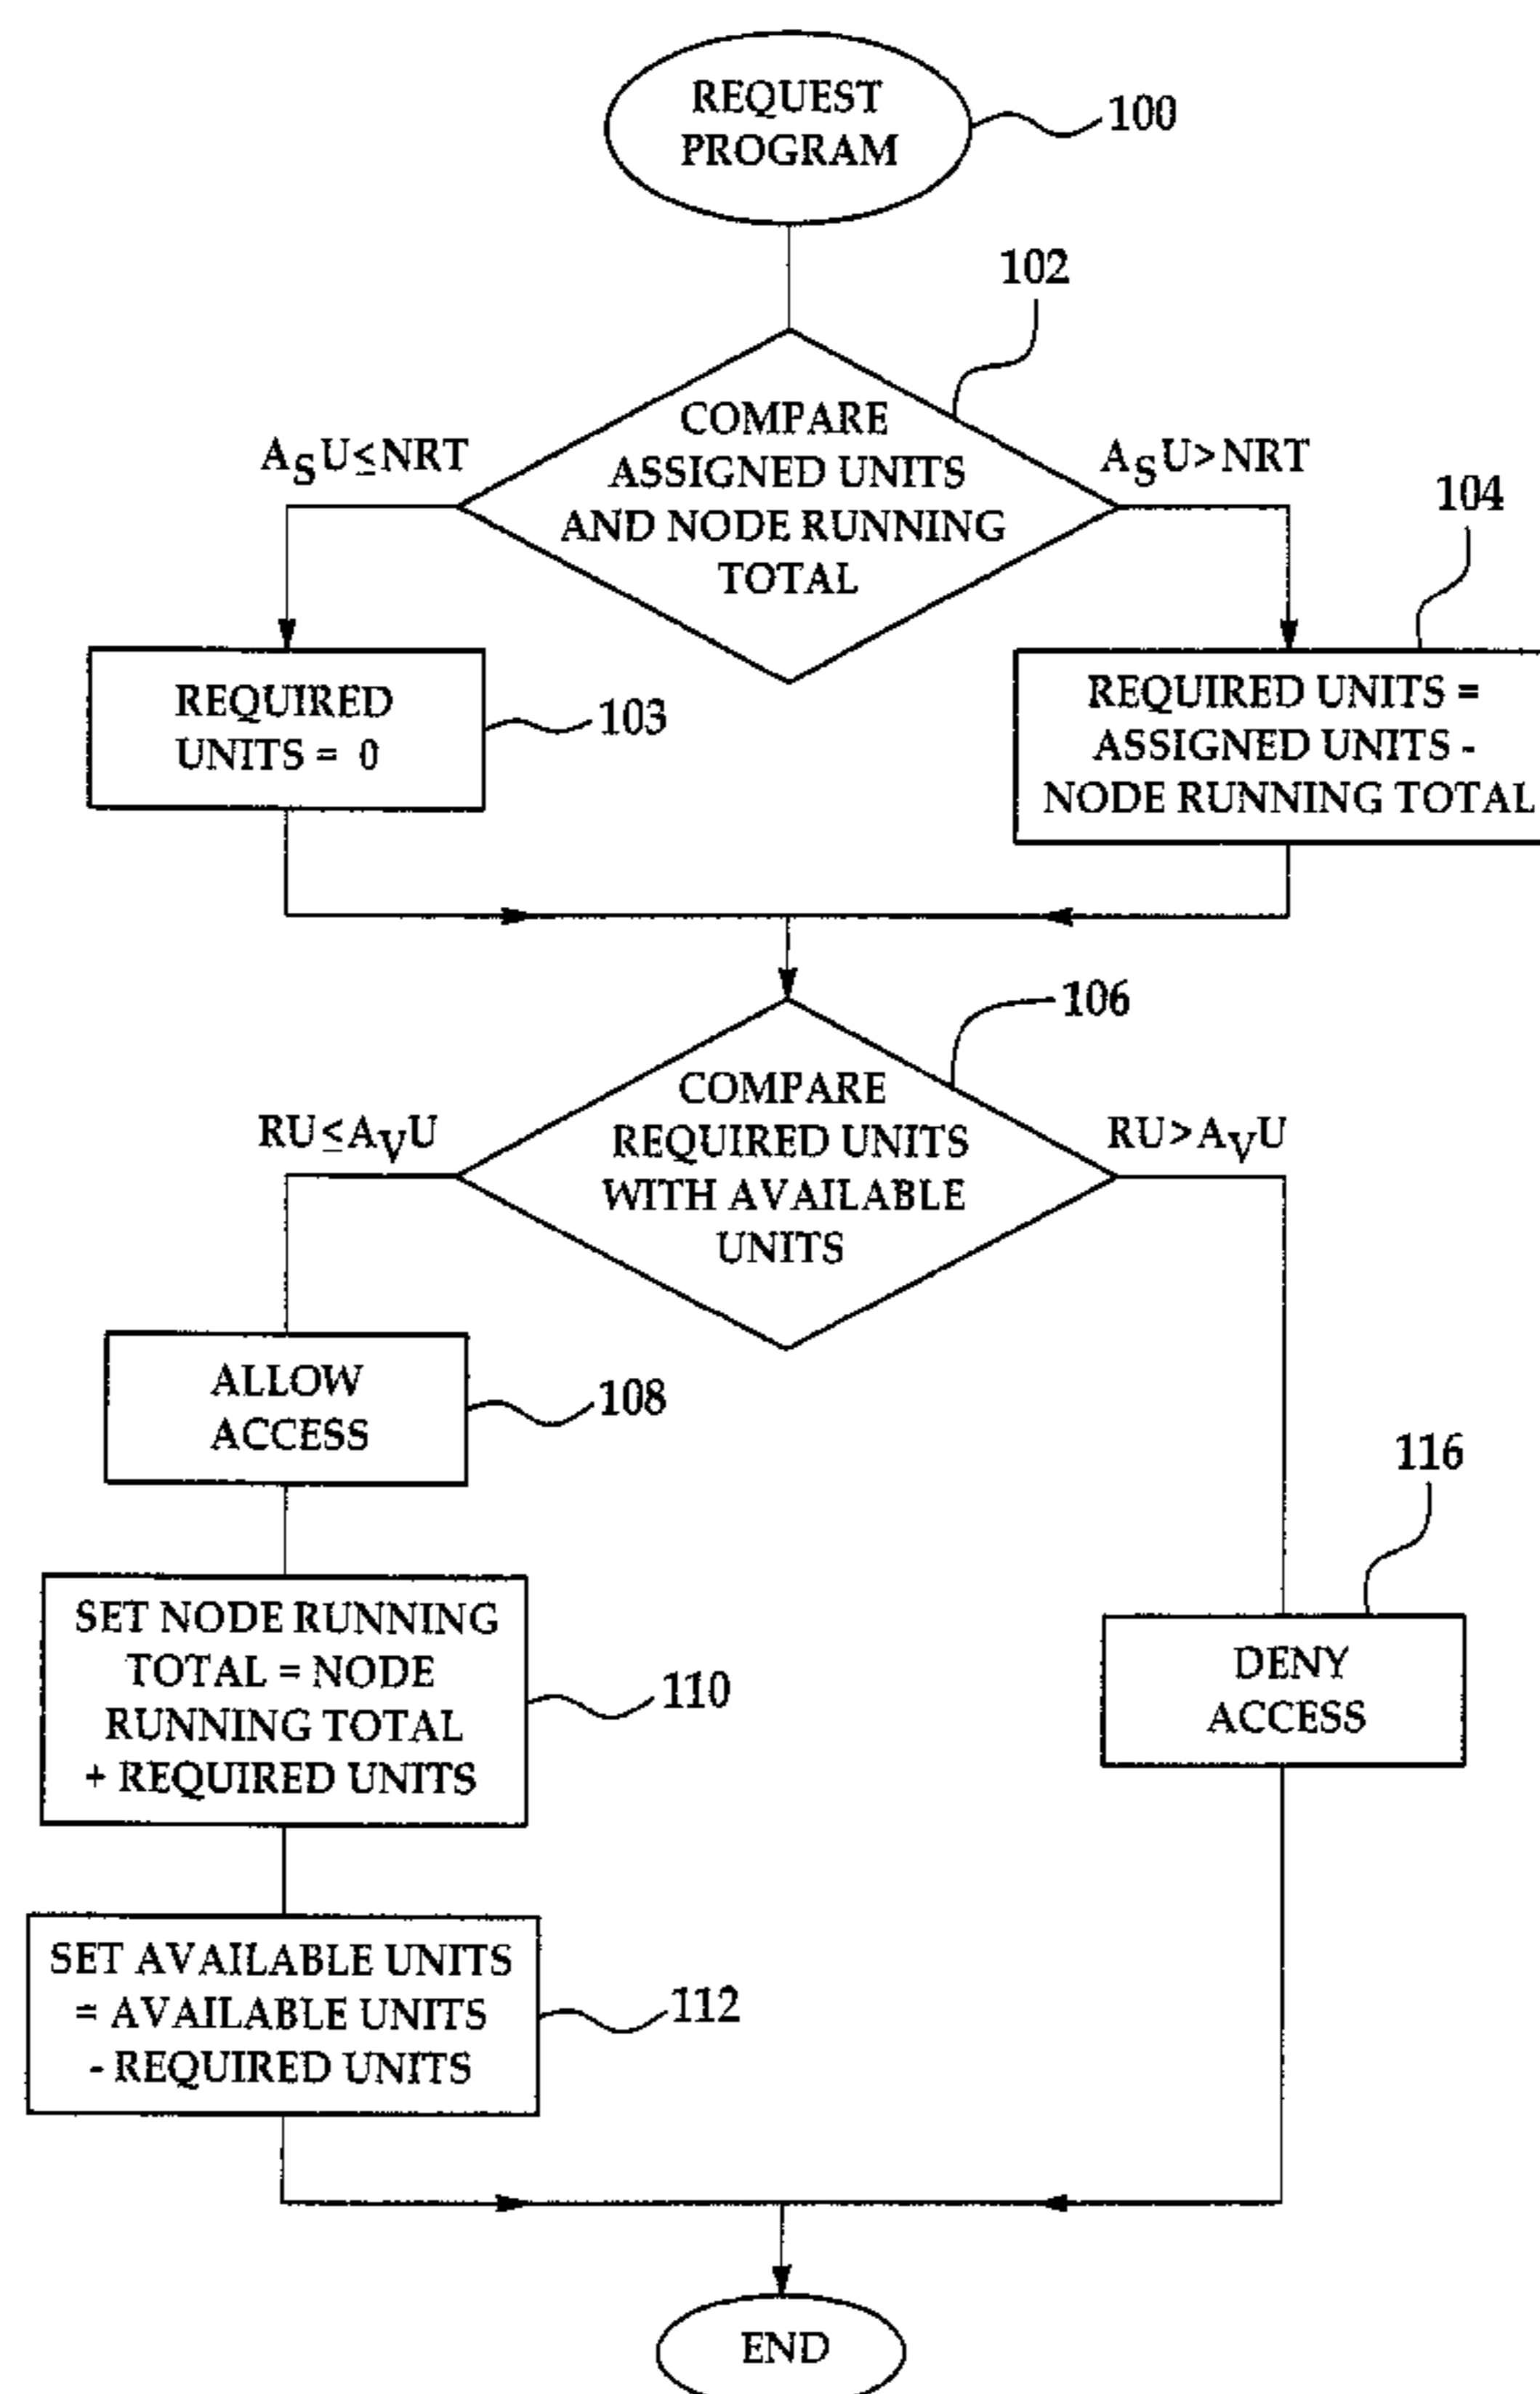 REQUEST
PROGRAM
100
102
COMPARE
ASSIGNED UNITS
AND NODE RUNNING
TOTAL
ASU≤NRT
ASU>NRT
104
REQUIRED
UNITS = 0
103
REQUIRED UNITS =
ASSIGNED UNITS -
NODE RUNNING TOTAL
106
COMPARE
REQUIRED UNITS
WITH AVAILABLE
UNITS
RU≤AVU
RU>AVU
ALLOW
ACCESS
108
116
SET NODE RUNNING
TOTAL = NODE
RUNNING TOTAL
+ REQUIRED UNITS
110
DENY
ACCESS
SET AVAILABLE UNITS
= AVAILABLE UNITS
- REQUIRED UNITS
112
END